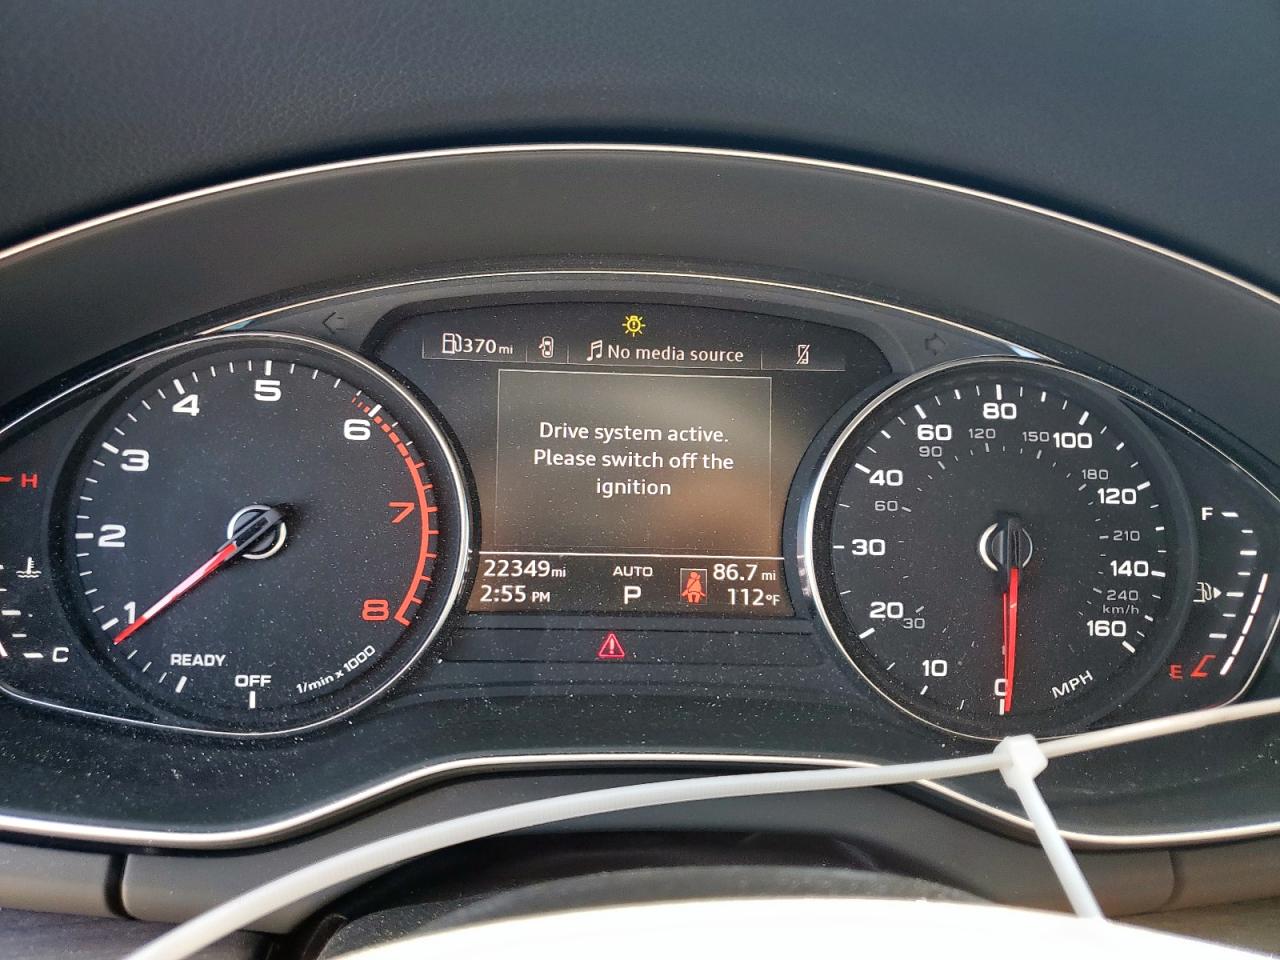 370 mi
No media source
Drive system active.
Please switch off the
ignition
22349 mi
AUTO
86.7 mi
2:55 PM
P
112°F
H
C
1
2
3
4
5
6
7
8
READY
OFF
1/min x 1000
0
10
20
30
40
60
80
100
120
140
160
MPH
30
60
90
120
150
180
210
240
km/h
F
E